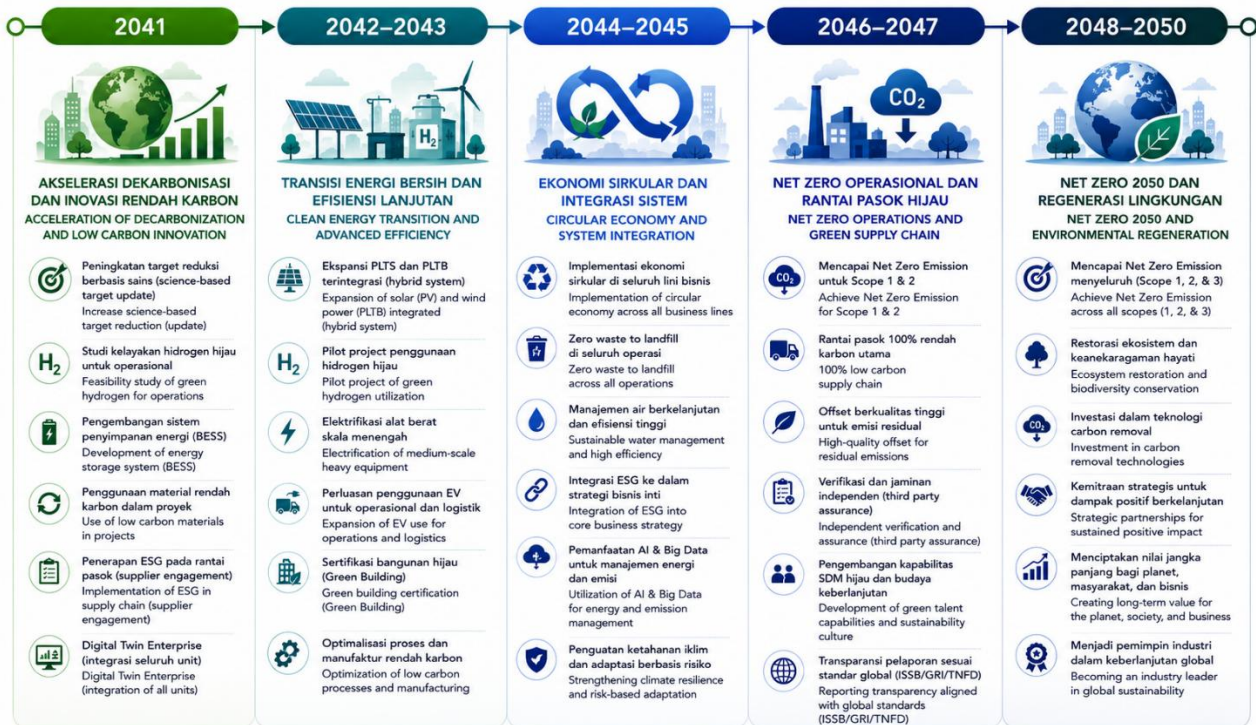 2041
AKSELERASI DEKARBONISASI
DAN INOVASI RENDAH KARBON
ACCELERATION OF DECARBONIZATION
AND LOW CARBON INNOVATION
Peningkatan target reduksi
berbasis sains (science-based
target update)
Increase science-based
target reduction (update)
H₂
Studi kelayakan hidrogen hijau
untuk operasional
Feasibility study of green
hydrogen for operations
Pengembangan sistem
penyimpanan energi (BESS)
Development of energy
storage system (BESS)
Penggunaan material rendah
karbon dalam proyek
Use of low carbon materials
in projects
Penerapan ESG pada rantai
pasok (supplier engagement)
Implementation of ESG in
supply chain (supplier
engagement)
Digital Twin Enterprise
(integrasi seluruh unit)
Digital Twin Enterprise
(integration of all units)
2042–2043
H₂
TRANSISI ENERGI BERSIH DAN
EFISIENSI LANJUTAN
CLEAN ENERGY TRANSITION AND
ADVANCED EFFICIENCY
Ekspansi PLTS dan PLTB
terintegrasi (hybrid system)
Expansion of solar (PV) and wind
power (PLTB) integrated
(hybrid system)
H₂
Pilot project penggunaan
hidrogen hijau
Pilot project of green
hydrogen utilization
Elektrifikasi alat berat
skala menengah
Electrification of medium-scale
heavy equipment
Perluasan penggunaan EV
untuk operasional dan logistik
Expansion of EV use for
operations and logistics
Sertifikasi bangunan hijau
(Green Building)
Green building certification
(Green Building)
Optimalisasi proses dan
manufaktur rendah karbon
Optimization of low carbon
processes and manufacturing
2044–2045
EKONOMI SIRKULAR DAN
INTEGRASI SISTEM
CIRCULAR ECONOMY AND
SYSTEM INTEGRATION
Implementasi ekonomi
sirkular di seluruh lini bisnis
Implementation of circular
economy across all business lines
Zero waste to landfill
di seluruh operasi
Zero waste to landfill
across all operations
Manajemen air berkelanjutan
dan efisiensi tinggi
Sustainable water management
and high efficiency
Integrasi ESG ke dalam
strategi bisnis inti
Integration of ESG into
core business strategy
Pemanfaatan AI & Big Data
untuk manajemen energi
dan emisi
Utilization of AI & Big Data
for energy and emission
management
Penguatan ketahanan iklim
dan adaptasi berbasis risiko
Strengthening climate resilience
and risk-based adaptation
2046–2047
CO₂
NET ZERO OPERASIONAL DAN
RANTAI PASOK HIJAU
NET ZERO OPERATIONS AND
GREEN SUPPLY CHAIN
CO₂
Mencapai Net Zero Emission
untuk Scope 1 & 2
Achieve Net Zero Emission
for Scope 1 & 2
Rantai pasok 100% rendah
karbon utama
100% low carbon
supply chain
Offset berkualitas tinggi
untuk emisi residual
High-quality offset for
residual emissions
Verifikasi dan jaminan
independen (third party
assurance)
Independent verification and
assurance (third party assurance)
Pengembangan kapabilitas
SDM hijau dan budaya
keberlanjutan
Development of green talent
capabilities and sustainability
culture
Transparansi pelaporan sesuai
standar global (ISSB/GRI/TNFD)
Reporting transparency aligned
with global standards
(ISSB/GRI/TNFD)
2048–2050
NET ZERO 2050 DAN
REGENERASI LINGKUNGAN
NET ZERO 2050 AND
ENVIRONMENTAL REGENERATION
Mencapai Net Zero Emission
menyeluruh (Scope 1, 2, & 3)
Achieve Net Zero Emission
across all scopes (1, 2, & 3)
Restorasi ekosistem dan
keanekaragaman hayati
Ecosystem restoration and
biodiversity conservation
CO₂
Investasi dalam teknologi
carbon removal
Investment in carbon
removal technologies
Kemitraan strategis untuk
dampak positif berkelanjutan
Strategic partnerships for
sustained positive impact
Menciptakan nilai jangka
panjang bagi planet,
masyarakat, dan bisnis
Creating long-term value for
the planet, society, and business
Menjadi pemimpin industri
dalam keberlanjutan global
Becoming an industry leader
in global sustainability